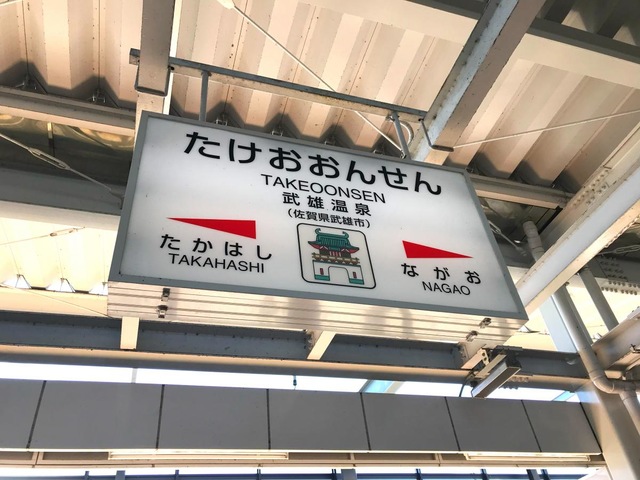 たけおおんせん
TAKEOONSEN
武雄温泉
(佐賀県武雄市)
たかはし
TAKAHASHI
ながお
NAGAO